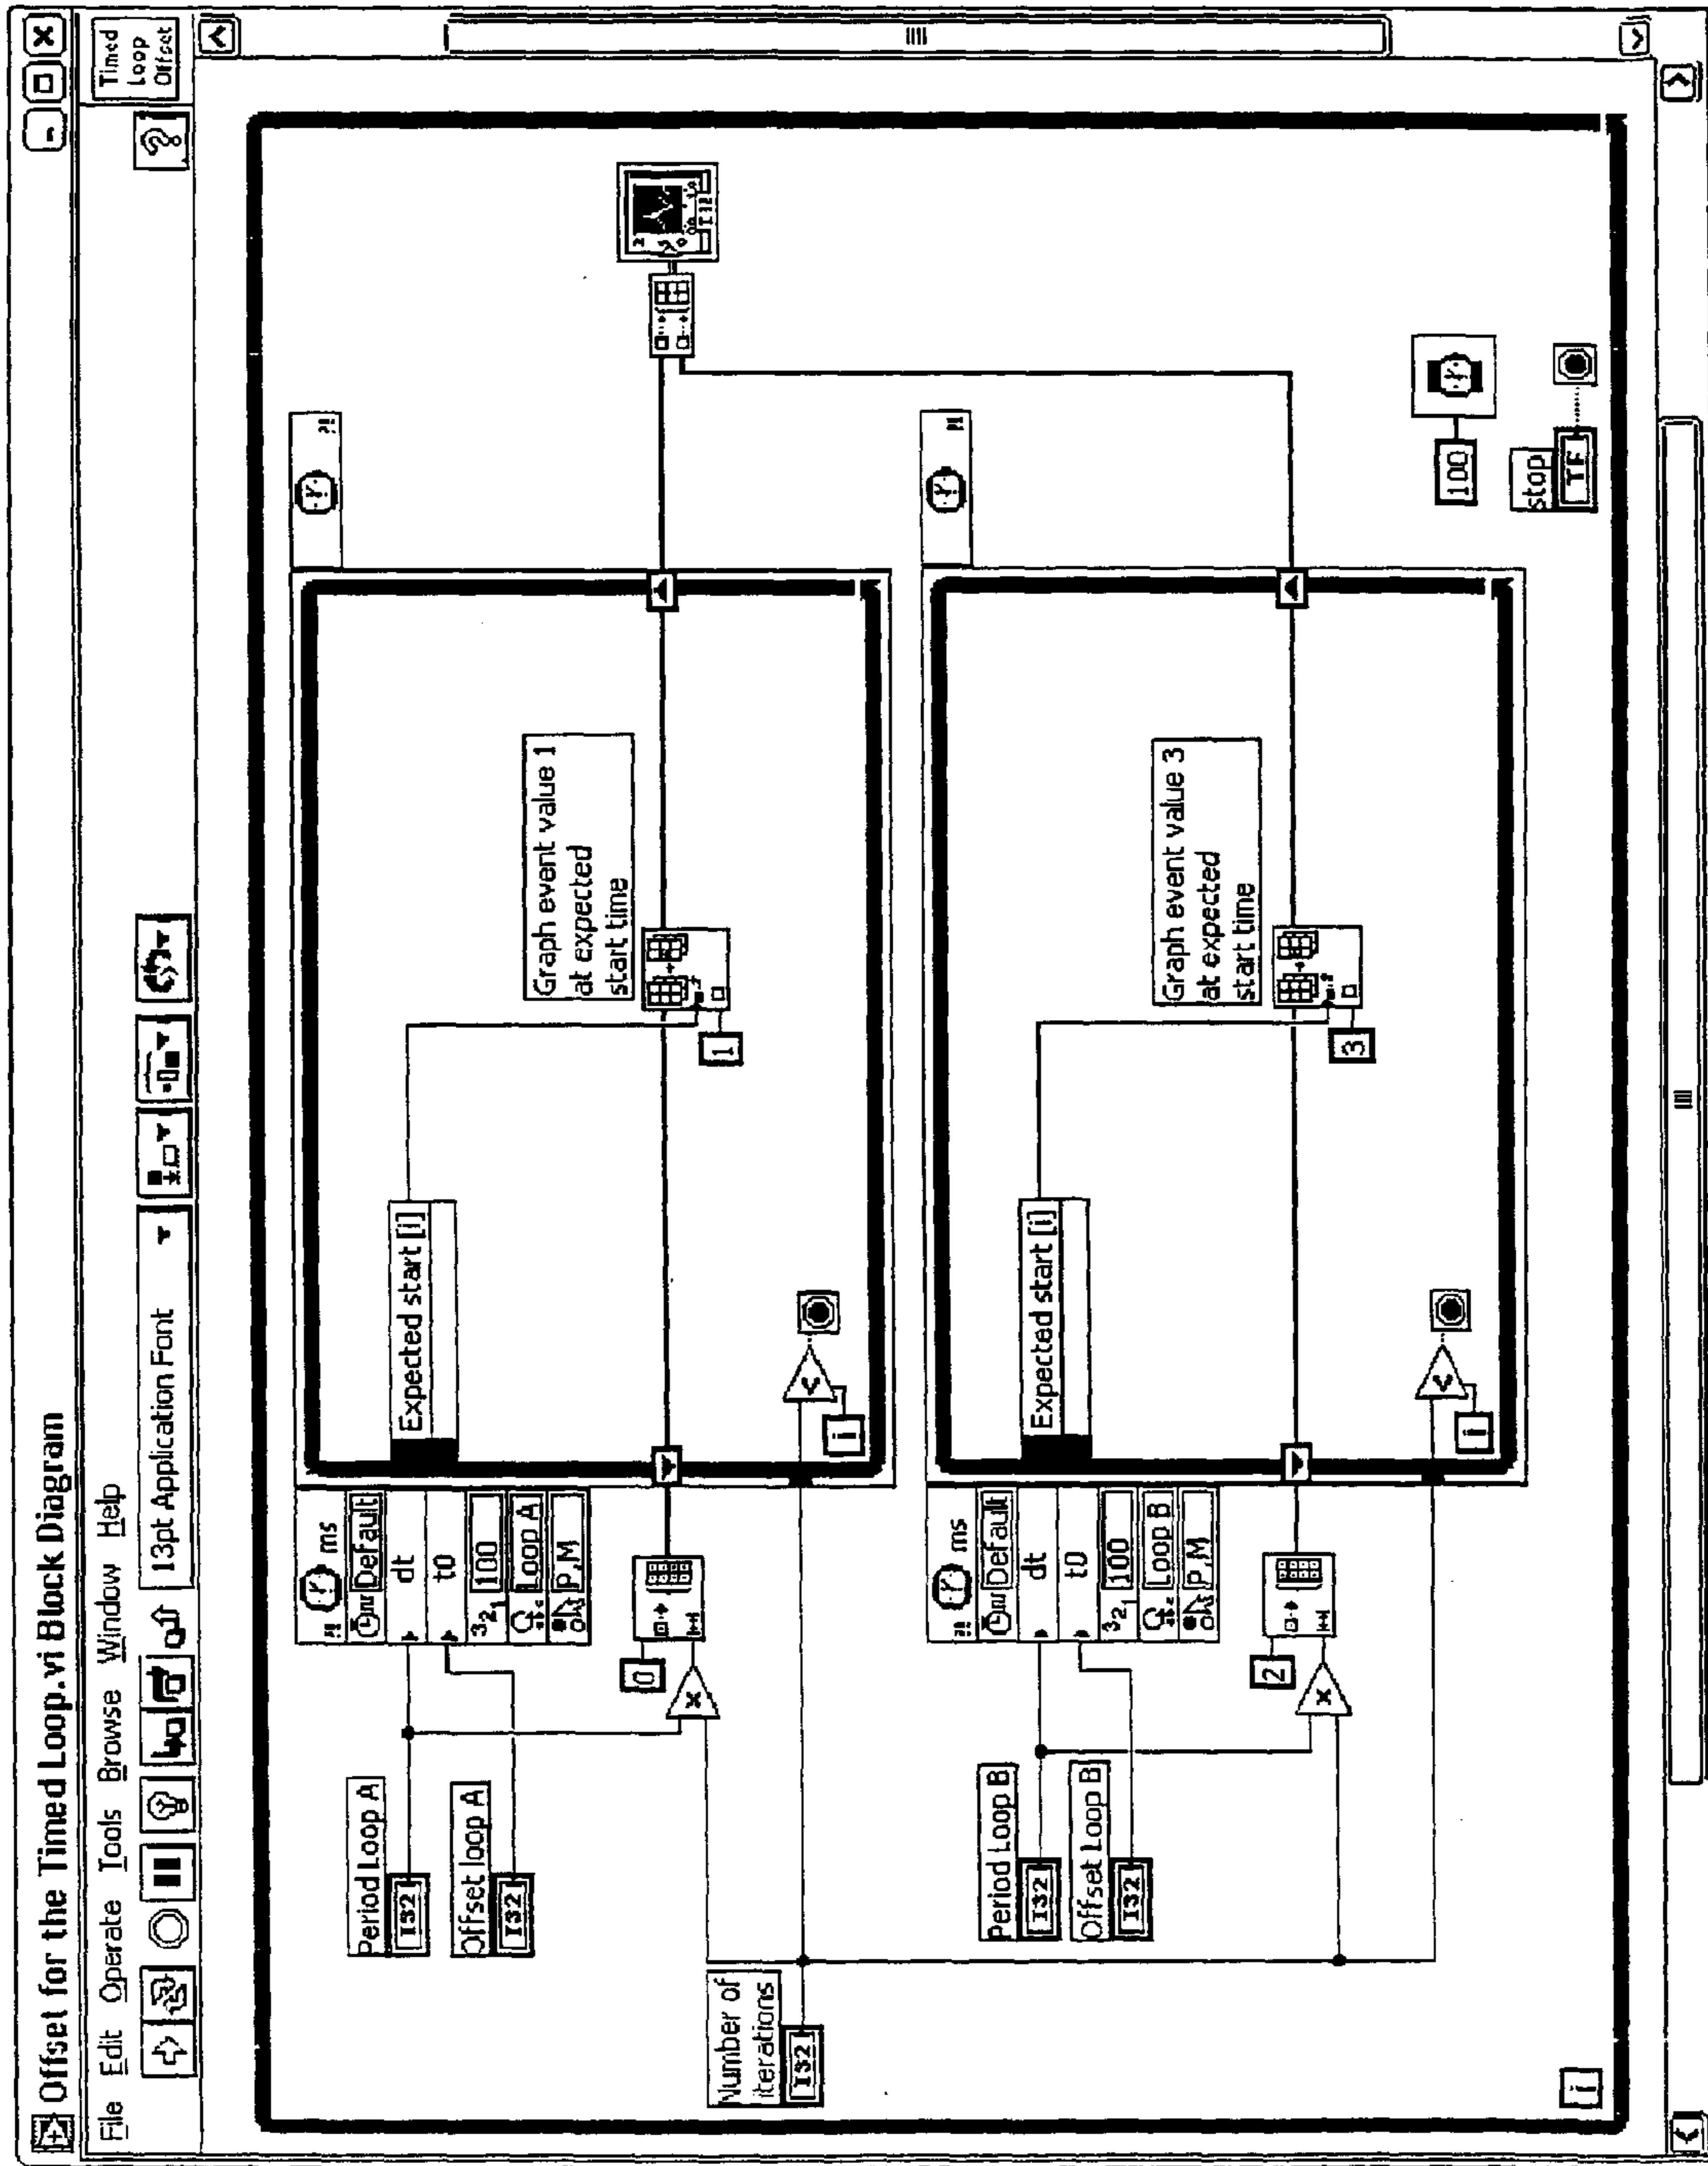 Offset for the Timed Loop.vi Block Diagram
File Edit Operate Tools Browse Window Help
13pt Application Font
Timed
Loop
Offset
Period Loop A
I32
Offset loop A
I32
Number of
iterations
I32
ms
Default
dt
t0
100
Loop A
P,M
0
x
Expected start [i]
i
1
Graph event value 1
at expected
start time
Period Loop B
I32
Offset Loop B
I32
ms
Default
dt
t0
100
Loop B
P,M
2
x
Expected start [i]
i
3
Graph event value 3
at expected
start time
100
stop
TF
i